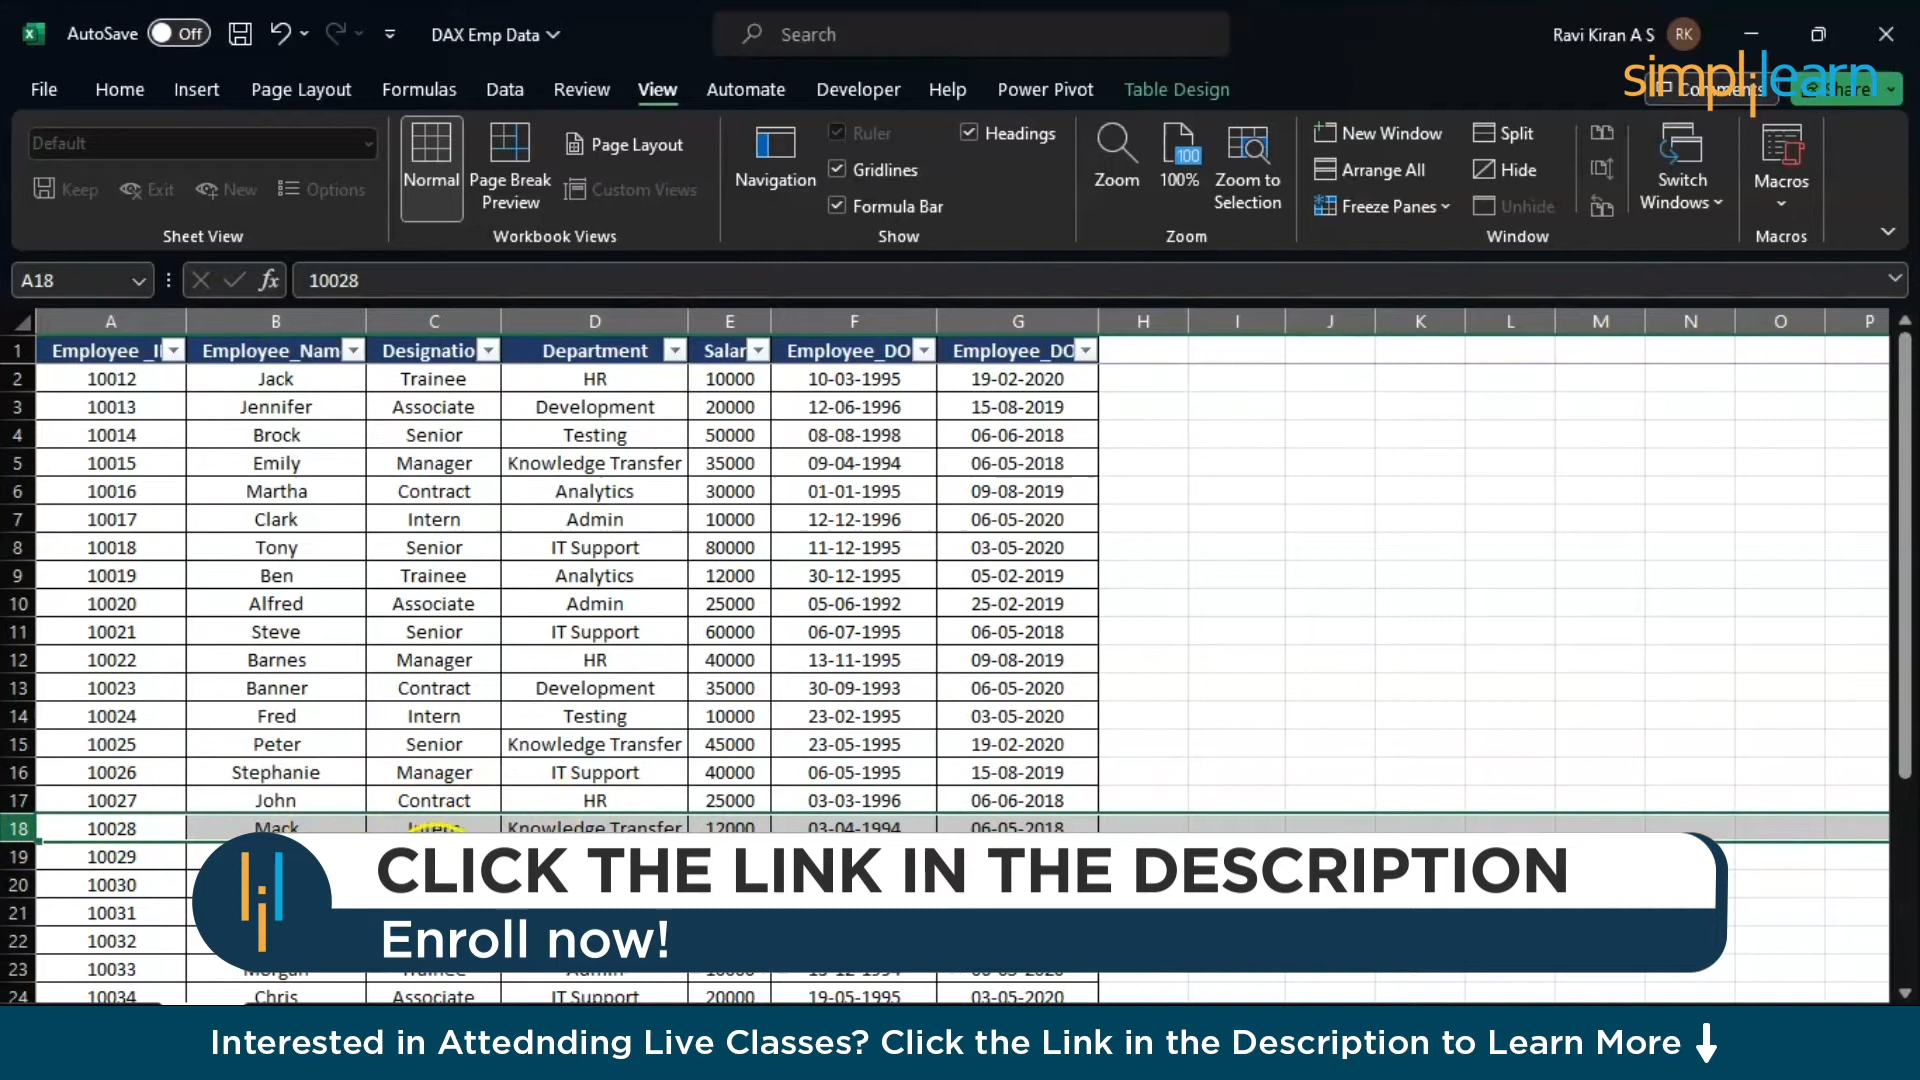 AutoSave Off DAX Emp Data Search Ravi Kiran A S RK
simplilearn
File Home Insert Page Layout Formulas Data Review View Automate Developer Help Power Pivot Table Design Comments Share
Default
Keep Exit New Options
Sheet View
Normal
Page Break Preview
Page Layout
Custom Views
Workbook Views
Navigation
Ruler
Gridlines
Formula Bar
Headings
Show
Zoom
100
100%
Zoom to Selection
Zoom
New Window
Arrange All
Freeze Panes
Split
Hide
Unhide
Switch Windows
Window
Macros
Macros
A18 fx 10028
A B C D E F G H I J K L M N O P
1 Employee_I Employee_Nam Designatio Department Salar Employee_DO Employee_DO
2 10012 Jack Trainee HR 10000 10-03-1995 19-02-2020
3 10013 Jennifer Associate Development 20000 12-06-1996 15-08-2019
4 10014 Brock Senior Testing 50000 08-08-1998 06-06-2018
5 10015 Emily Manager Knowledge Transfer 35000 09-04-1994 06-05-2018
6 10016 Martha Contract Analytics 30000 01-01-1995 09-08-2019
7 10017 Clark Intern Admin 10000 12-12-1996 06-05-2020
8 10018 Tony Senior IT Support 80000 11-12-1995 03-05-2020
9 10019 Ben Trainee Analytics 12000 30-12-1995 05-02-2019
10 10020 Alfred Associate Admin 25000 05-06-1992 25-02-2019
11 10021 Steve Senior IT Support 60000 06-07-1995 06-05-2018
12 10022 Barnes Manager HR 40000 13-11-1995 09-08-2019
13 10023 Banner Contract Development 35000 30-09-1993 06-05-2020
14 10024 Fred Intern Testing 10000 23-02-1995 03-05-2020
15 10025 Peter Senior Knowledge Transfer 45000 23-05-1995 19-02-2020
16 10026 Stephanie Manager IT Support 40000 06-05-1995 15-08-2019
17 10027 John Contract HR 25000 03-03-1996 06-06-2018
18 10028 Mack Intern Knowledge Transfer 12000 03-04-1994 06-05-2018
19 10029
20 10030
21 10031
22 10032
23 10033 Morgan Trainee Admin
24 10034 Chris Associate IT Support 20000 19-05-1995 03-05-2020
CLICK THE LINK IN THE DESCRIPTION
Enroll now!
Interested in Attednding Live Classes? Click the Link in the Description to Learn More